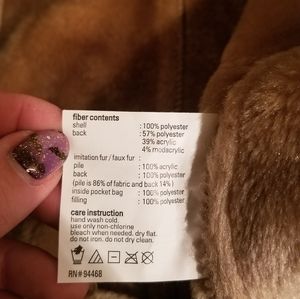 fiber contents
shell : 100% polyester
back : 57% polyester
39% acrylic
4% modacrylic
imitation fur / faux fur :
pile : 100% acrylic
back : 100% polyester
(pile is 86% of fabric and back 14%)
inside pocket bag : 100% polyester
filling : 100% polyester
care instruction
hand wash cold.
use only non-chlorine
bleach when needed. dry flat.
do not iron. do not dry clean.
RN# 94468